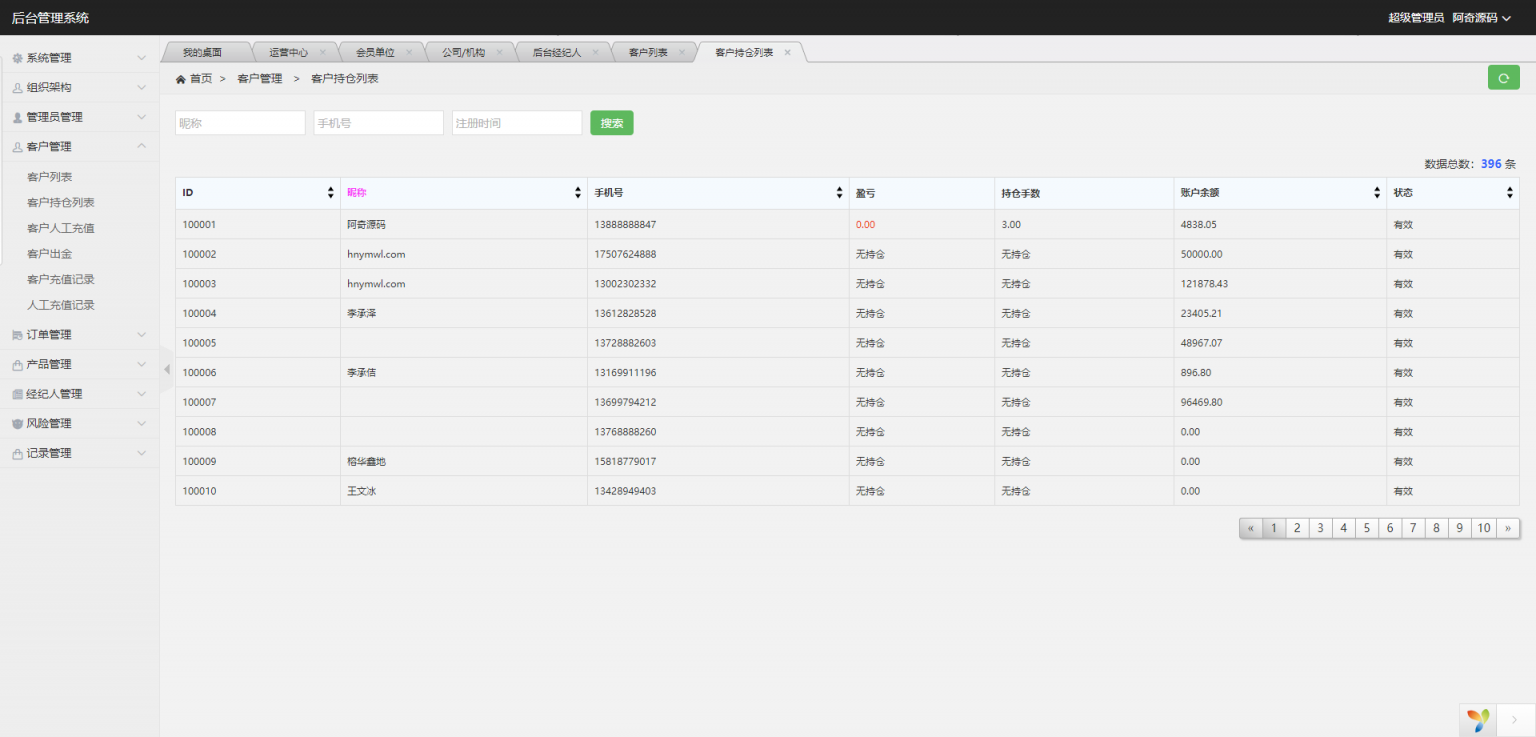 后台管理系统
超级管理员 阿奇源码
我的桌面 运营中心 会员单位 公司/机构 后台经纪人 客户列表 客户持仓列表
首页 > 客户管理 > 客户持仓列表
系统管理
组织架构
管理员管理
客户管理
客户列表
客户持仓列表
客户人工充值
客户出金
客户充值记录
人工充值记录
订单管理
产品管理
经纪人管理
风险管理
记录管理
昵称 手机号 注册时间 搜索
数据总数：396 条
ID 昵称 手机号 盈亏 持仓手数 账户余额 状态
100001 阿奇源码 13888888847 0.00 3.00 4838.05 有效
100002 hnymwl.com 17507624888 无持仓 无持仓 50000.00 有效
100003 hnymwl.com 13002302332 无持仓 无持仓 121878.43 有效
100004 李承泽 13612828528 无持仓 无持仓 23405.21 有效
100005 13728882603 无持仓 无持仓 48967.07 有效
100006 李承佶 13169911196 无持仓 无持仓 896.80 有效
100007 13699794212 无持仓 无持仓 96469.80 有效
100008 13768888260 无持仓 无持仓 0.00 有效
100009 榕华鑫地 15818779017 无持仓 无持仓 0.00 有效
100010 王文冰 13428949403 无持仓 无持仓 0.00 有效
« 1 2 3 4 5 6 7 8 9 10 »